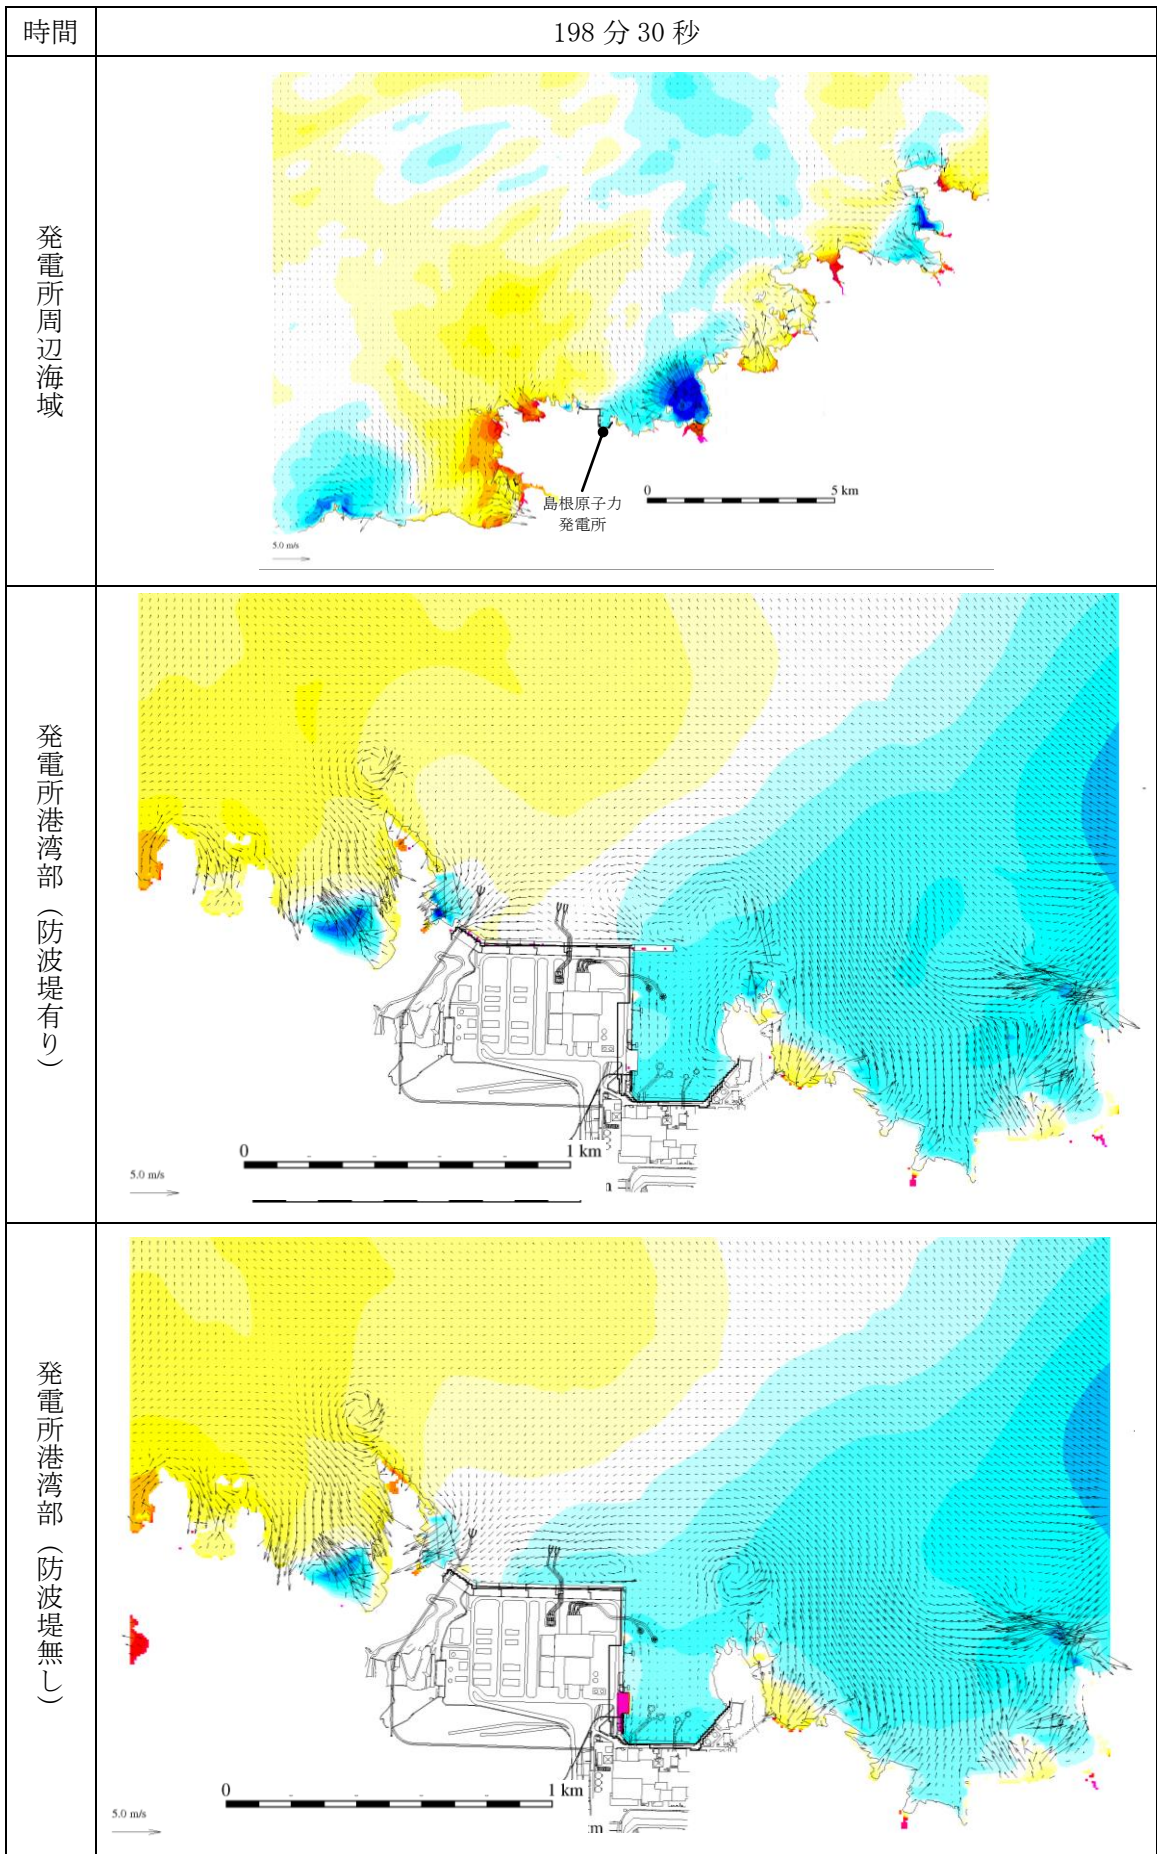 時間
198 分 30 秒
発電所周辺海域
島根原子力
発電所
0
5 km
5.0 m/s
発電所港湾部（防波堤有り）
0
1 km
5.0 m/s
発電所港湾部（防波堤無し）
0
1 km
5.0 m/s